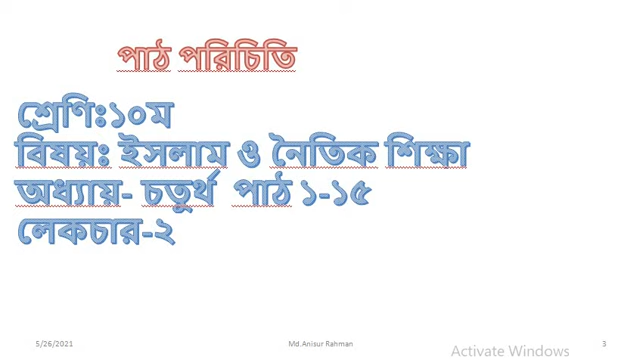 পাঠ পরিচিতি
শ্রেণিঃ১০ম
বিষয়ঃ ইসলাম ও নৈতিক শিক্ষা
অধ্যায়- চতুর্থ পাঠ ১-১৫
লেকচার-২
5/26/2021 Md.Anisur Rahman 3
Activate Windows